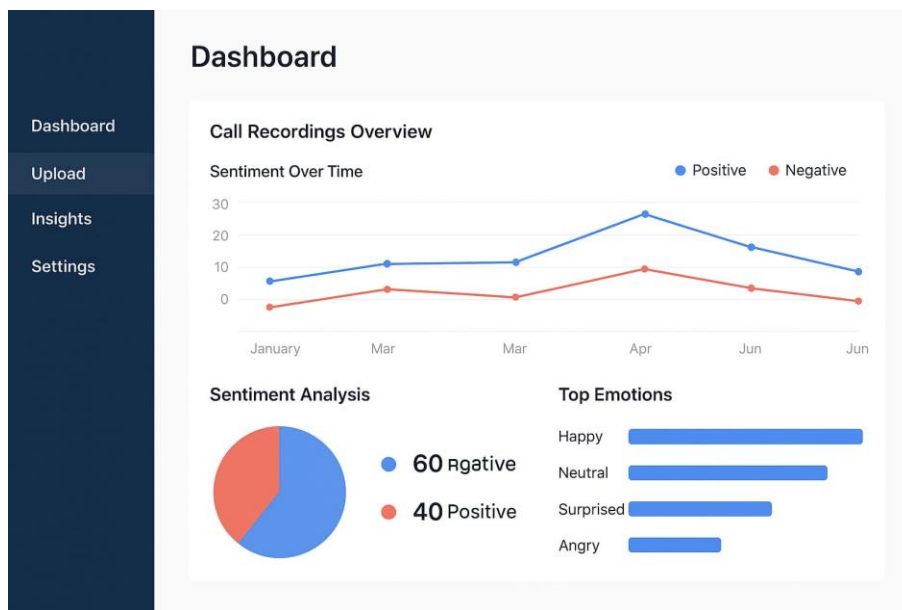 Dashboard
Dashboard
Upload
Insights
Settings
Call Recordings Overview
Sentiment Over Time
Positive
Negative
30
20
10
0
January
Mar
Mar
Apr
Jun
Jun
Sentiment Analysis
60
40 Positive
Top Emotions
Happy
Neutral
Surprised
Angry